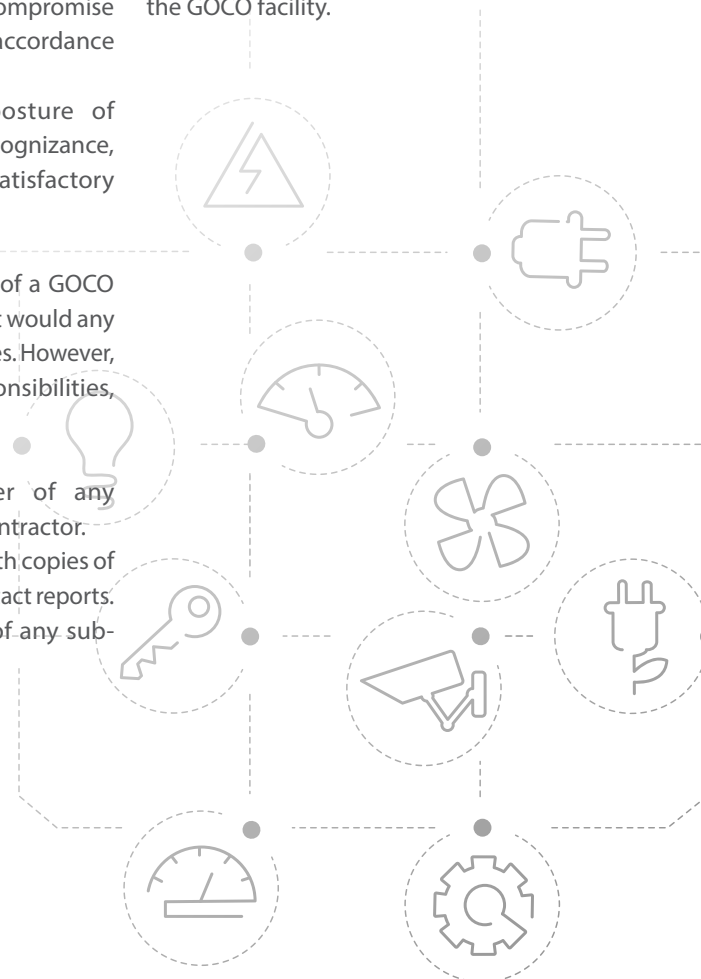 ompromise
accordance
osture of
ognizance,
atisfactory
of a GOCO
t would any
es. However,
onsibilities,
er of any
ntractor.
th copies of
act reports.
of any sub-
the GOCO facility.